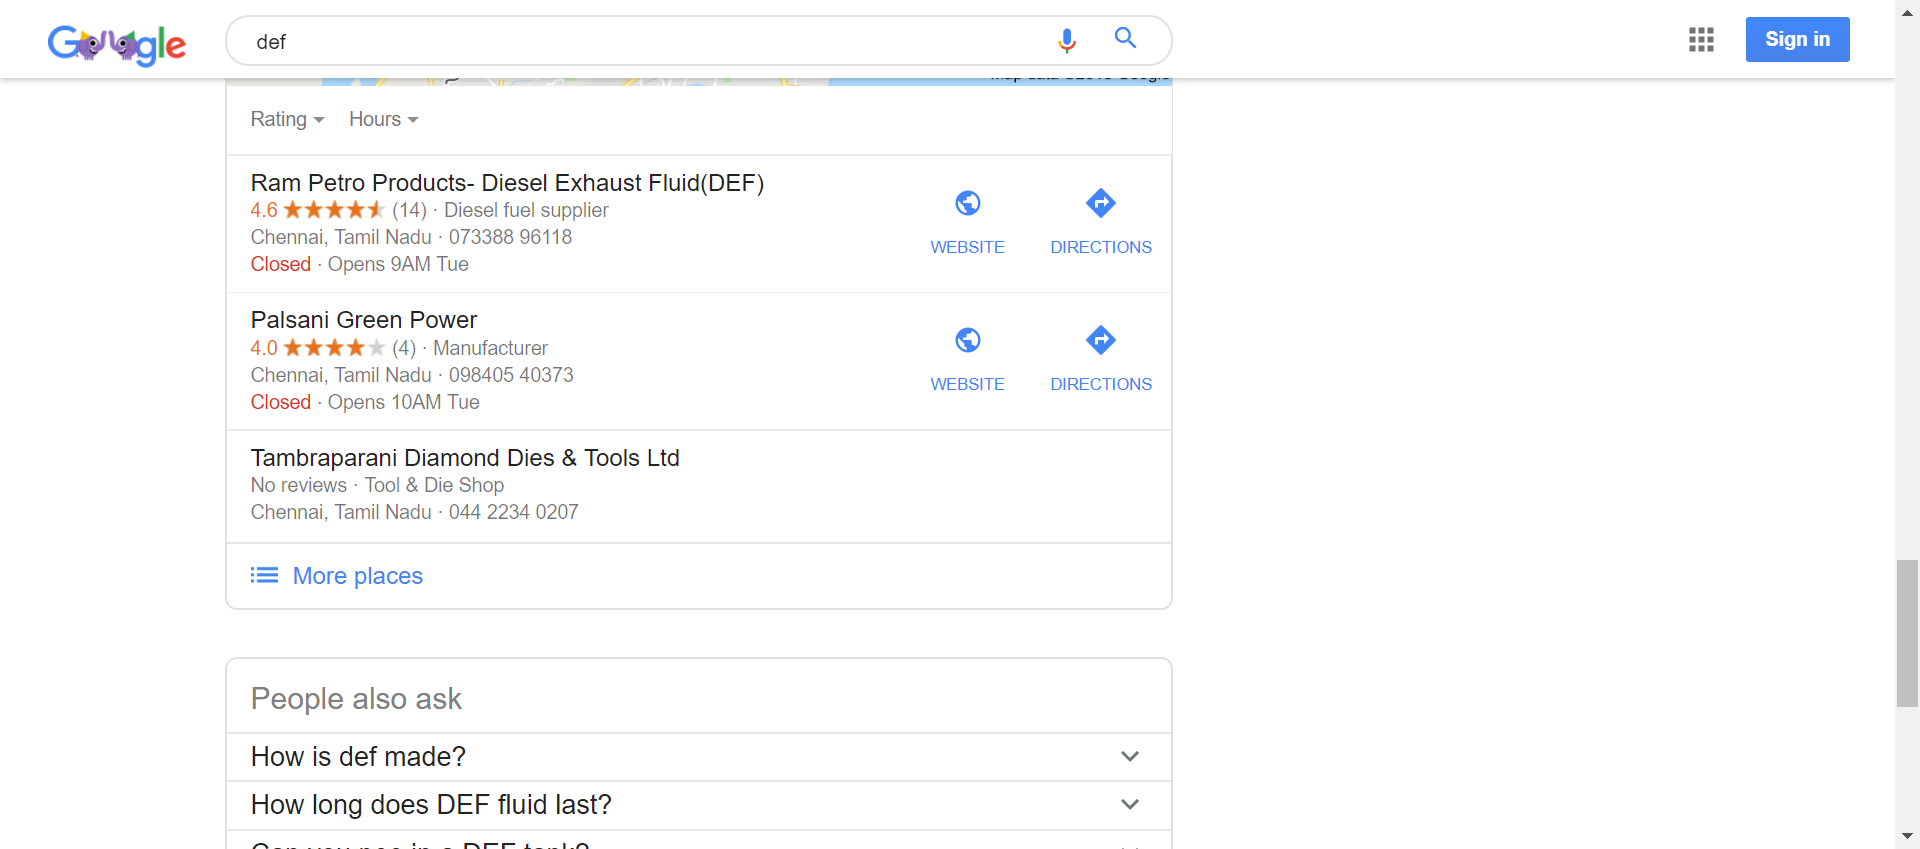 Google
def
Sign in
Rating
Hours
Ram Petro Products- Diesel Exhaust Fluid(DEF)
4.6 (14) · Diesel fuel supplier
Chennai, Tamil Nadu · 073388 96118
Closed · Opens 9AM Tue
WEBSITE
DIRECTIONS
Palsani Green Power
4.0 (4) · Manufacturer
Chennai, Tamil Nadu · 098405 40373
Closed · Opens 10AM Tue
WEBSITE
DIRECTIONS
Tambraparani Diamond Dies & Tools Ltd
No reviews · Tool & Die Shop
Chennai, Tamil Nadu · 044 2234 0207
More places
People also ask
How is def made?
How long does DEF fluid last?